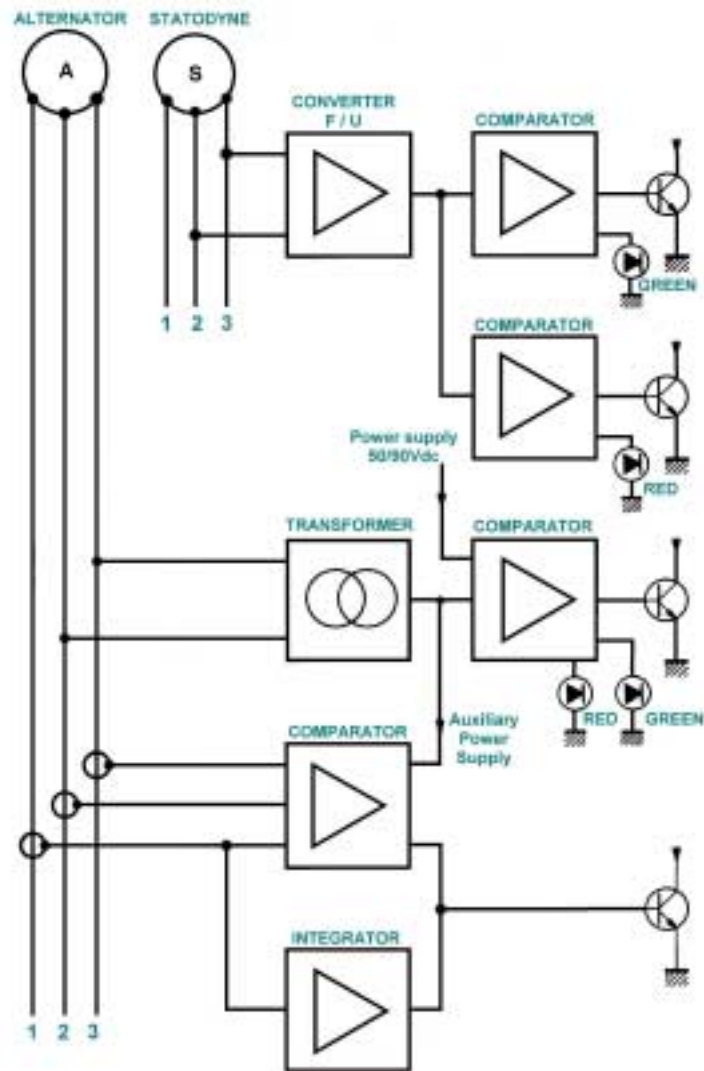 ALTERNATOR STATODYNE
A
S
CONVERTER
F / U
COMPARATOR
GREEN
1 2 3
COMPARATOR
Power supply
50/90Vdc
RED
TRANSFORMER
COMPARATOR
RED GREEN
COMPARATOR
Auxiliary
Power
Supply
INTEGRATOR
1 2 3